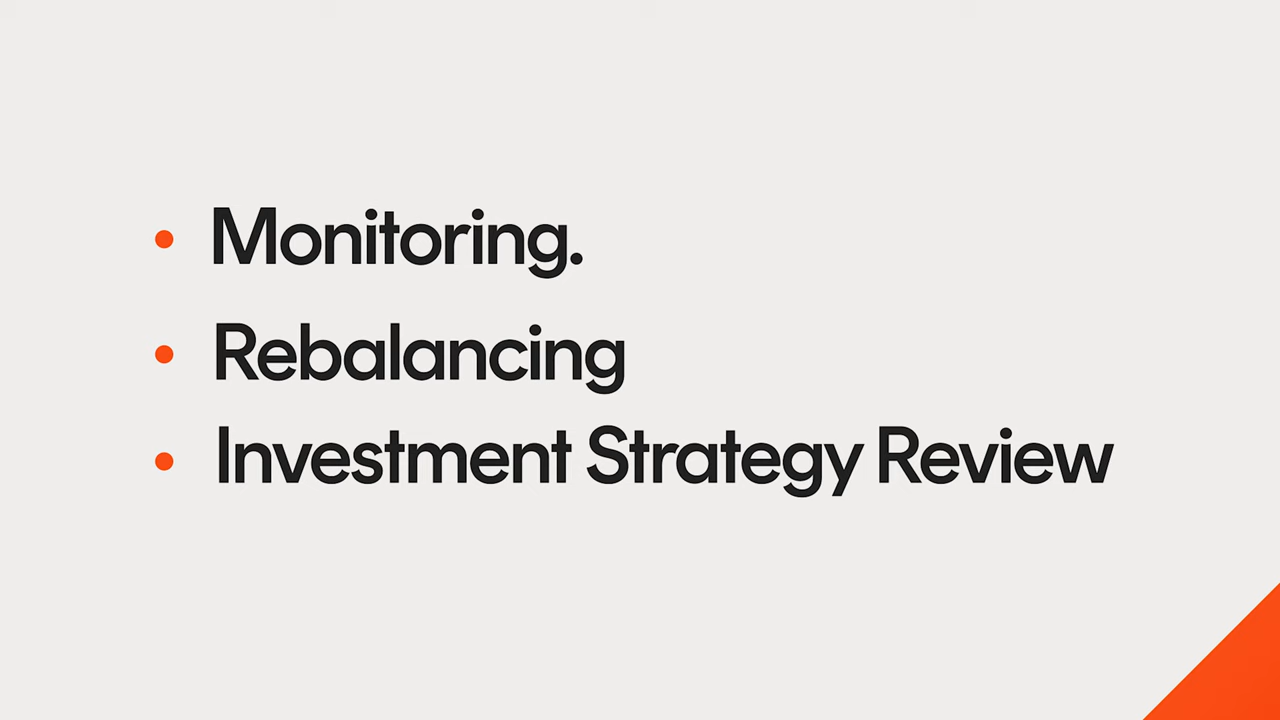 • Monitoring.
• Rebalancing
• Investment Strategy Review